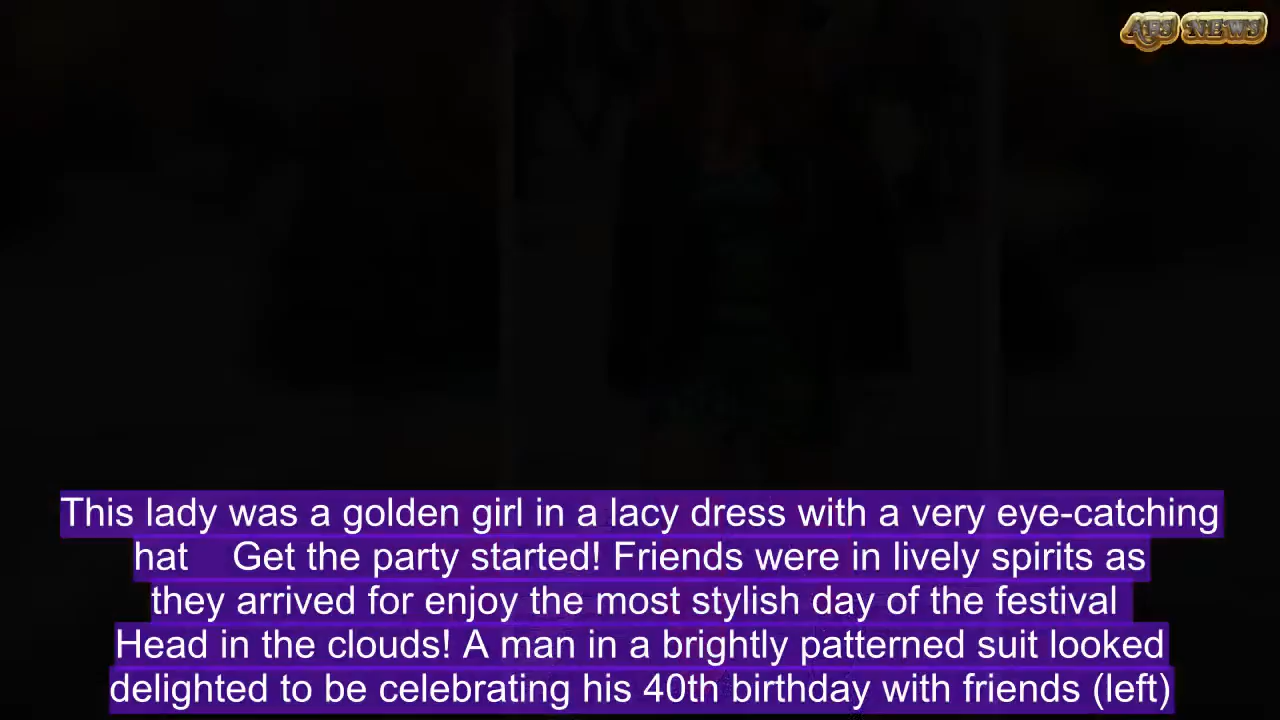 AFS NEWS
This lady was a golden girl in a lacy dress with a very eye-catching
hat    Get the party started! Friends were in lively spirits as
they arrived for enjoy the most stylish day of the festival
Head in the clouds! A man in a brightly patterned suit looked
delighted to be celebrating his 40th birthday with friends (left)